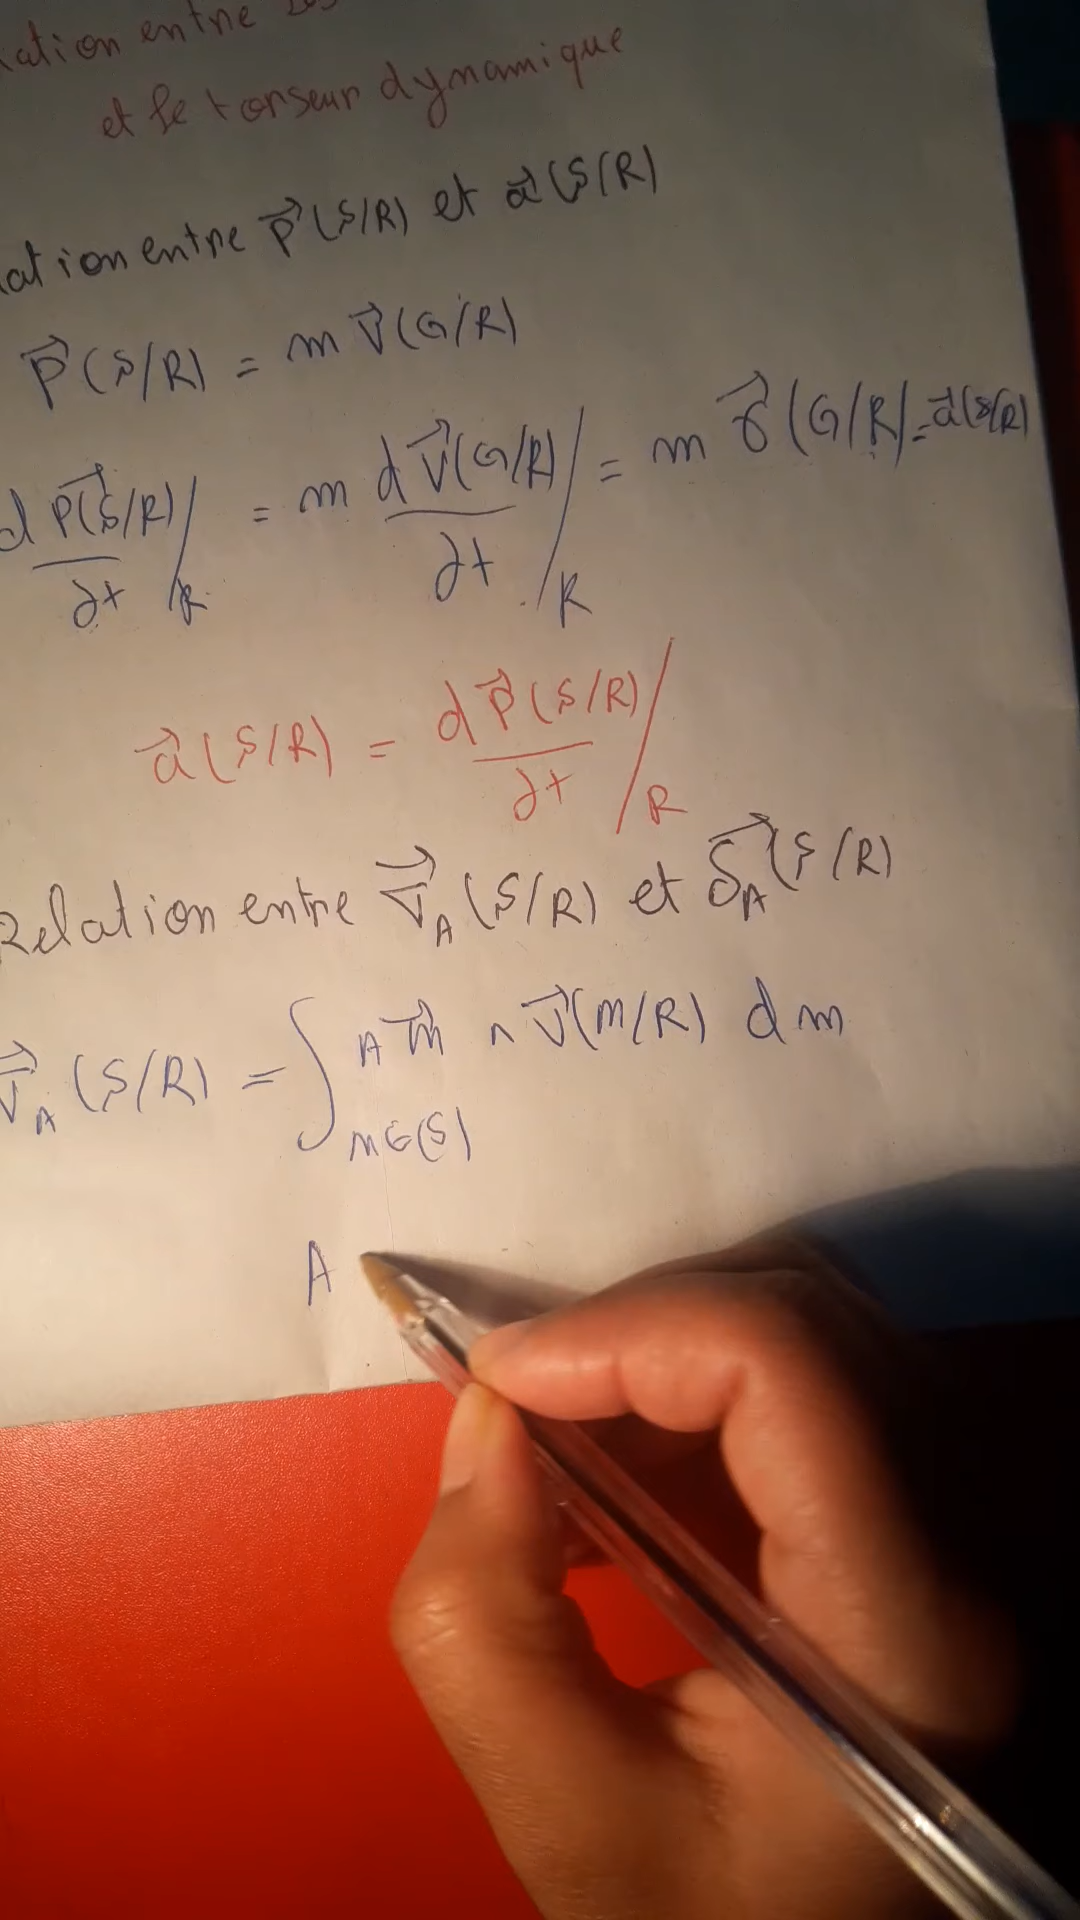 ation entre
et le torseur dynamique
ation entre P⃗(S/R) et a⃗(S/R)
P⃗(S/R) = m V⃗(G/R)
d P⃗(S/R)/∂t /R = m d V⃗(G/R)/∂t /R = m γ⃗(G/R) = a⃗(S/R)
a⃗(S/R) = d P⃗(S/R)/∂t /R
Relation entre σ⃗A(S/R) et δ⃗A(S/R)
σ⃗A(S/R) = ∫M∈(S) AM⃗ ∧ V⃗(M/R) dm
A